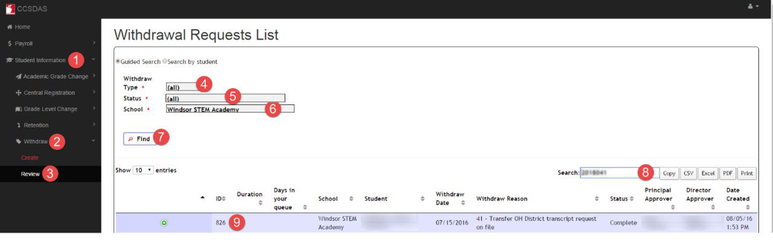 CCSDAS
Home
Payroll
Student Information 1
Academic Grade Change
Central Registration
Grade Level Change
Retention
Withdraw 2
Create
Review 3
Withdrawal Requests List
Guided Search Search by student
Withdraw
Type * (all) 4
Status * (all) 5
School * Windsor STEM Academy 6
Find 7
Show 10 entries
Search: 8 Copy CSV Excel PDF Print
ID Duration Days in your queue School Student Withdraw Date Withdraw Reason Status Principal Approver Director Approver Date Created
826 9 Windsor STEM Academy 07/15/2016 41 - Transfer OH District transcript request on file Complete 08/05/16 1:53 PM